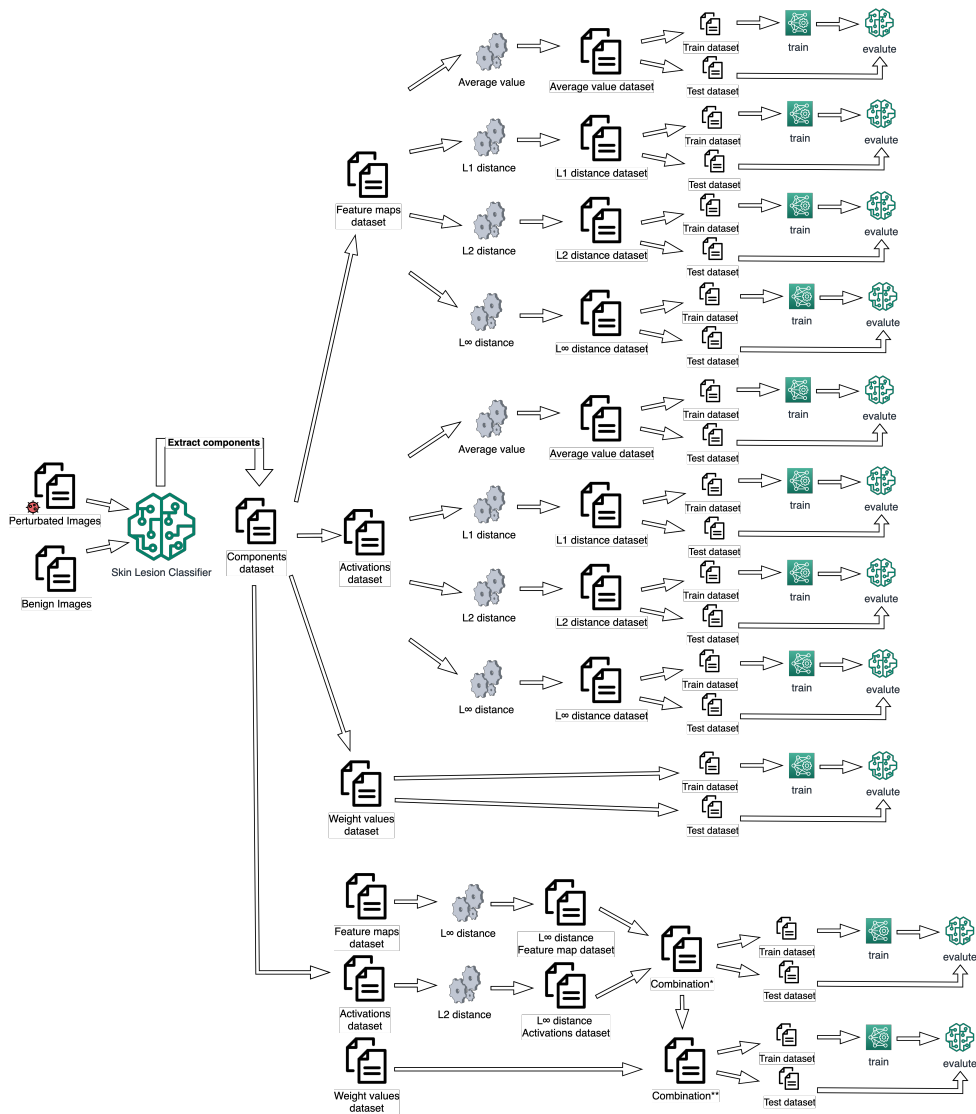 Train dataset
train
evalute
Average value
Average value dataset
Test dataset
Train dataset
train
evalute
L1 distance
L1 distance dataset
Test dataset
Feature maps
dataset
Train dataset
train
evalute
L2 distance
L2 distance dataset
Test dataset
Train dataset
train
evalute
L∞ distance
L∞ distance dataset
Test dataset
Train dataset
train
evalute
Average value
Average value dataset
Test dataset
Extract components
Train dataset
train
evalute
L1 distance
L1 distance dataset
Test dataset
Perturbated Images
Skin Lesion Classifier
Benign Images
Components
dataset
Activations
dataset
Train dataset
train
evalute
L2 distance
L2 distance dataset
Test dataset
Train dataset
train
evalute
L∞ distance
L∞ distance dataset
Test dataset
Weight values
dataset
Train dataset
train
evalute
Test dataset
Feature maps
dataset
L∞ distance
L∞ distance
Feature map dataset
Activations
dataset
L2 distance
L∞ distance
Activations dataset
Combination*
Train dataset
train
evalute
Test dataset
Weight values
dataset
Combination**
Train dataset
train
evalute
Test dataset